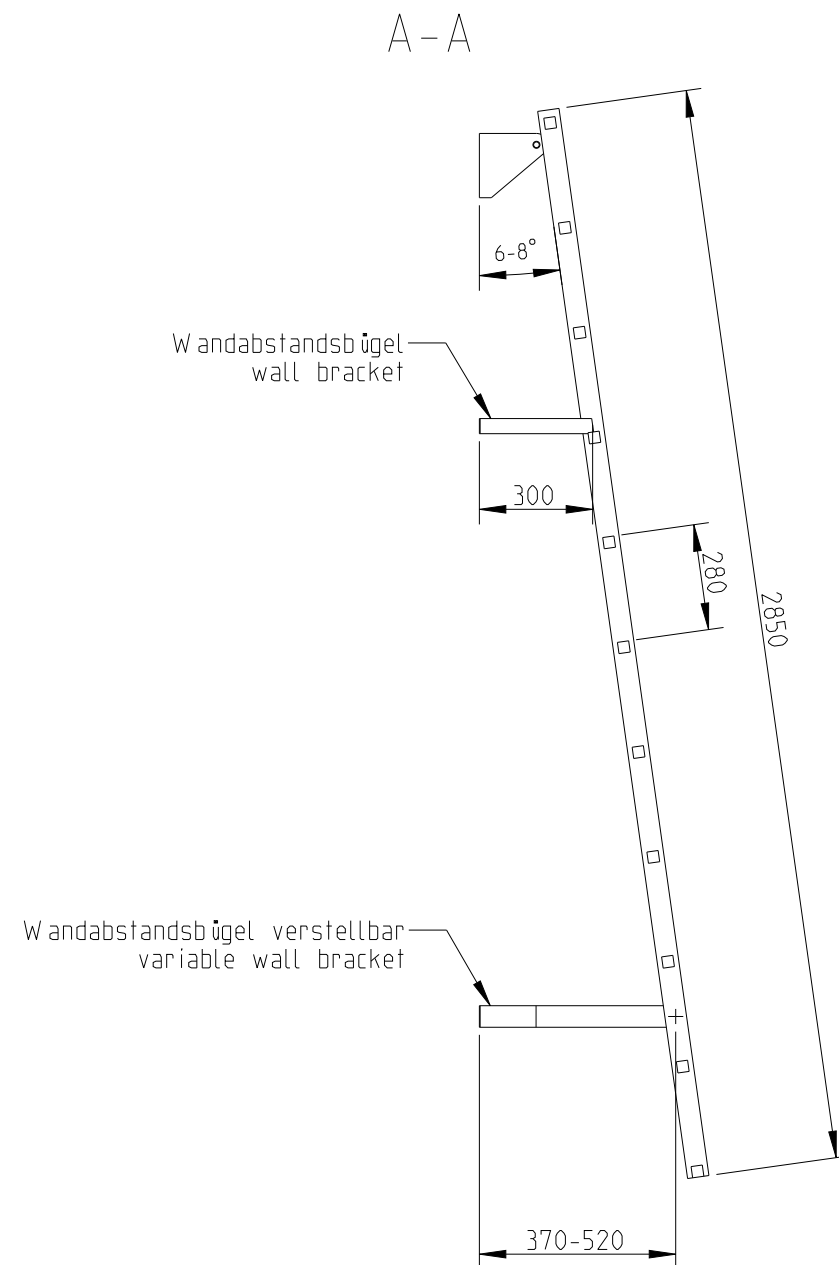 A-A
6-8°
Wandabstandsbügel
wall bracket
300
280
2850
Wandabstandsbügel verstellbar
variable wall bracket
370-520